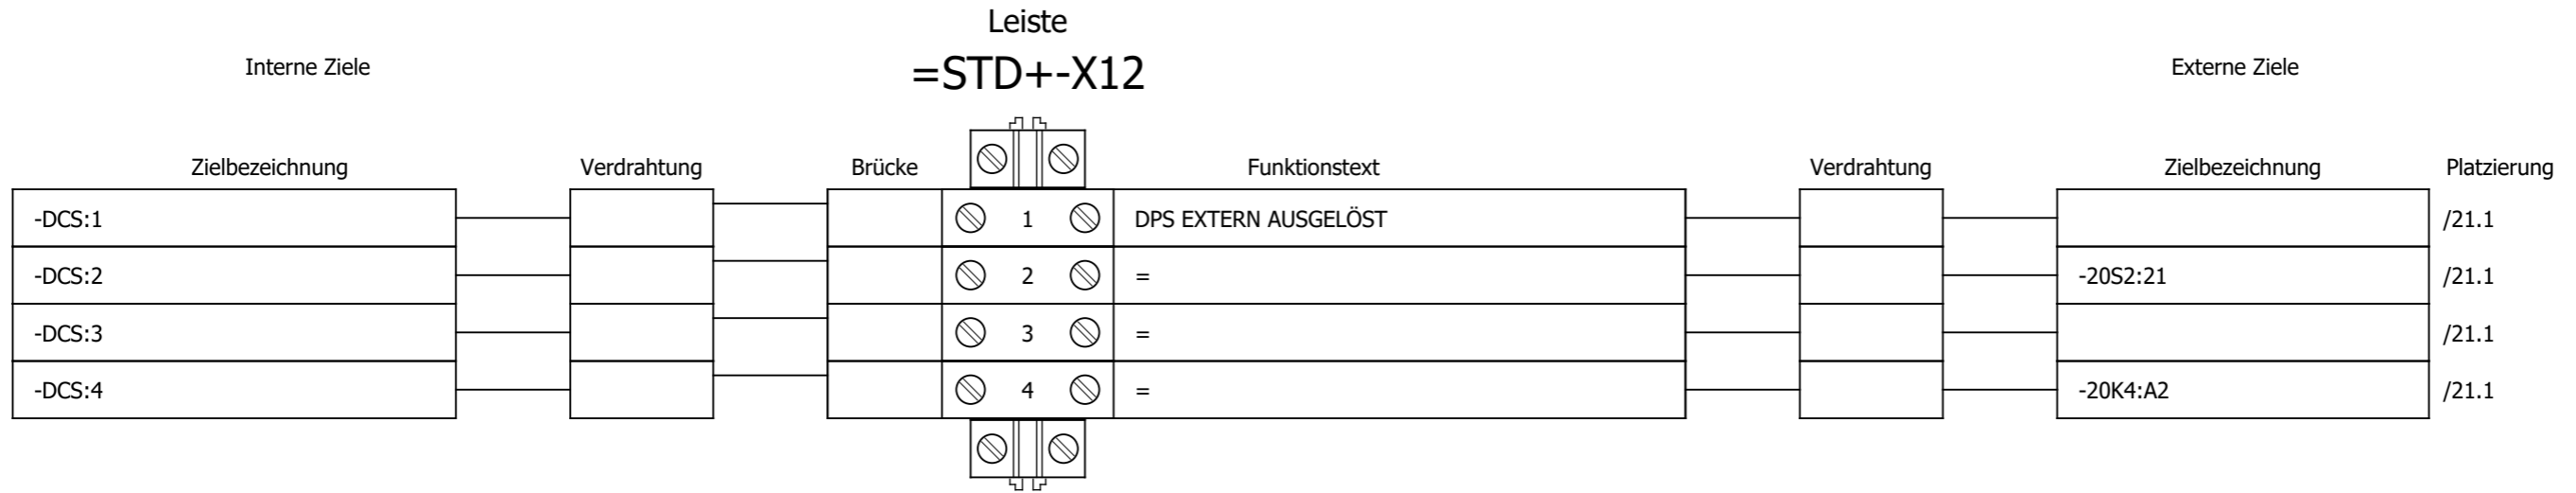 Leiste
Interne Ziele =STD+-X12 Externe Ziele
Zielbezeichnung Verdrahtung Brücke Funktionstext Verdrahtung Zielbezeichnung Platzierung
-DCS:1 1 DPS EXTERN AUSGELÖST /21.1
-DCS:2 2 = -20S2:21 /21.1
-DCS:3 3 = /21.1
-DCS:4 4 = -20K4:A2 /21.1